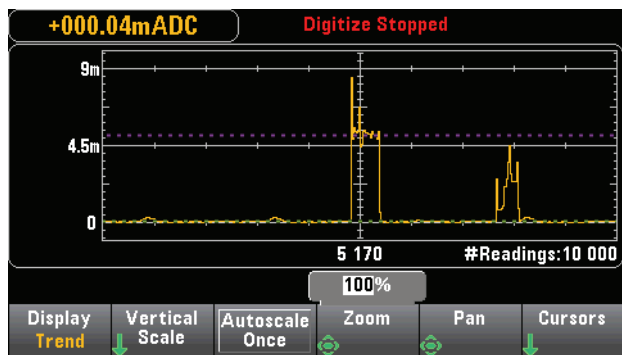 +000.04mADC Digitize Stopped
9m
4.5m
0
5 170 #Readings:10 000
100%
Display Vertical Autoscale Zoom Pan Cursors
Trend Scale Once